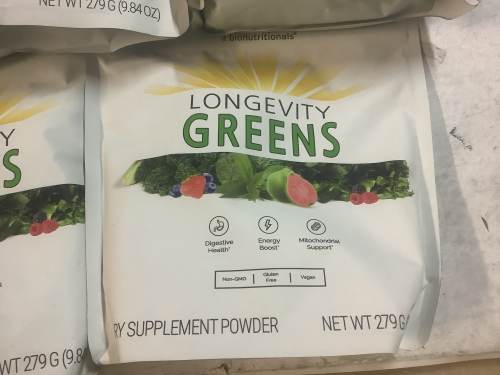 NET WT 279 G (9.84 OZ)
bionutritionals®
LONGEVITY
GREENS
Digestive
Health*
Energy
Boost*
Mitochondrial
Support*
Non-GMO
Gluten
Free
Vegan
RY SUPPLEMENT POWDER
NET WT 279 G
Y
S
WT 279 G (9.8